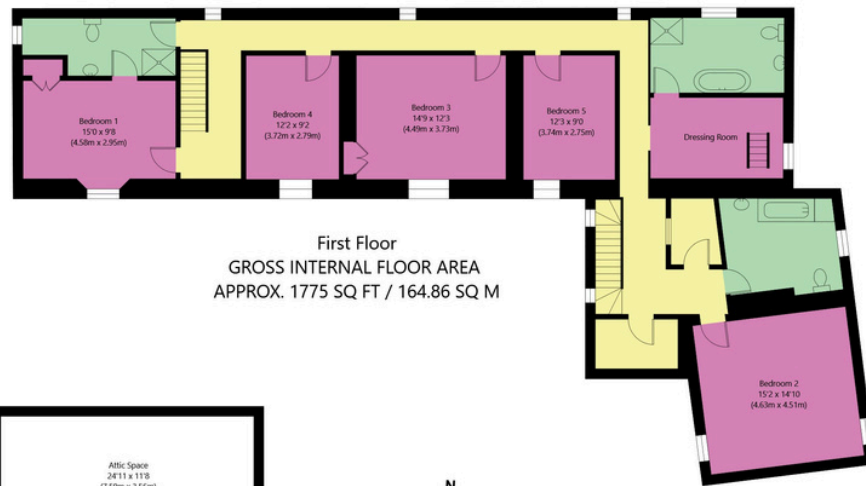 Bedroom 1
15'0 x 9'8
(4.58m x 2.95m)
Bedroom 4
12'2 x 9'2
(3.72m x 2.79m)
Bedroom 3
14'9 x 12'3
(4.49m x 3.73m)
Bedroom 5
12'3 x 9'0
(3.74m x 2.75m)
Dressing Room
First Floor
GROSS INTERNAL FLOOR AREA
APPROX. 1775 SQ FT / 164.86 SQ M
Bedroom 2
15'2 x 14'10
(4.63m x 4.51m)
Attic Space
24'11 x 11'8
N